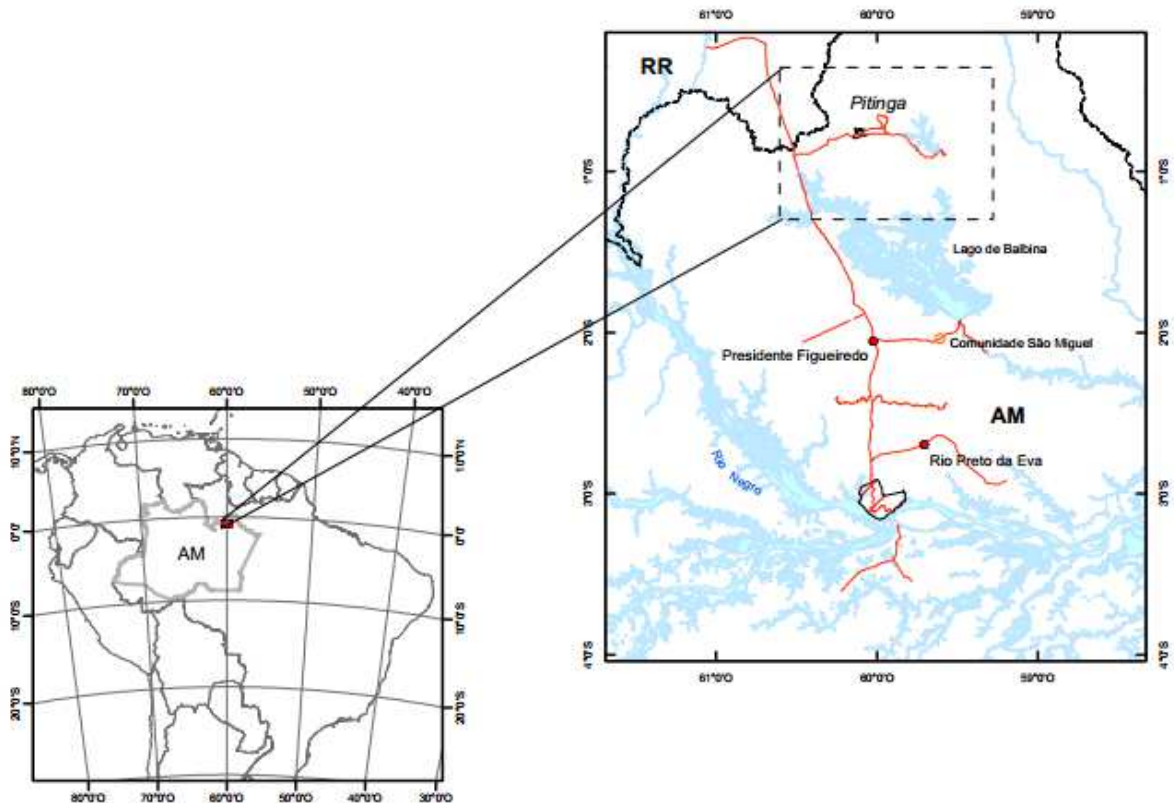 61°0'O 60°0'O 59°0'O
RR
Pitinga
1°0'S 1°0'S
Lago de Balbina
2°0'S 2°0'S
Presidente Figueiredo
Comunidade São Miguel
AM
Rio Preto da Eva
Rio Negro
3°0'S 3°0'S
4°0'S 4°0'S
61°0'O 60°0'O 59°0'O
80°0'O 70°0'O 60°0'O 50°0'O 40°0'O
10°0'N 10°0'N
0°0' 0°0'
AM
10°0'S 10°0'S
20°0'S 20°0'S
80°0'O 70°0'O 60°0'O 50°0'O 40°0'O 30°0'O